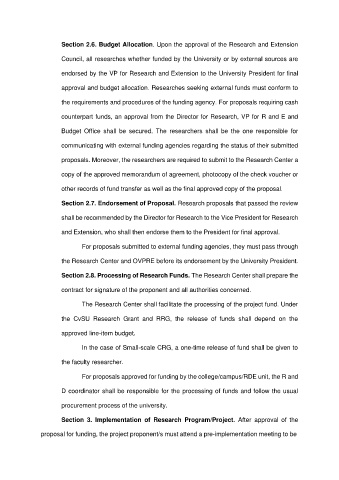 Section 2.6. Budget Allocation. Upon the approval of the Research and Extension
Council, all researches whether funded by the University or by external sources are
endorsed by the VP for Research and Extension to the University President for final
approval and budget allocation. Researches seeking external funds must conform to
the requirements and procedures of the funding agency. For proposals requiring cash
counterpart funds, an approval from the Director for Research, VP for R and E and
Budget Office shall be secured. The researchers shall be the one responsible for
communicating with external funding agencies regarding the status of their submitted
proposals. Moreover, the researchers are required to submit to the Research Center a
copy of the approved memorandum of agreement, photocopy of the check voucher or
other records of fund transfer as well as the final approved copy of the proposal.
Section 2.7. Endorsement of Proposal. Research proposals that passed the review
shall be recommended by the Director for Research to the Vice President for Research
and Extension, who shall then endorse them to the President for final approval.
For proposals submitted to external funding agencies, they must pass through
the Research Center and OVPRE before its endorsement by the University President.
Section 2.8. Processing of Research Funds. The Research Center shall prepare the
contract for signature of the proponent and all authorities concerned.
The Research Center shall facilitate the processing of the project fund. Under
the CvSU Research Grant and RRG, the release of funds shall depend on the
approved line-item budget.
In the case of Small-scale CRG, a one-time release of fund shall be given to
the faculty researcher.
For proposals approved for funding by the college/campus/RDE unit, the R and
D coordinator shall be responsible for the processing of funds and follow the usual
procurement process of the university.
Section 3. Implementation of Research Program/Project. After approval of the
proposal for funding, the project proponent/s must attend a pre-implementation meeting to be